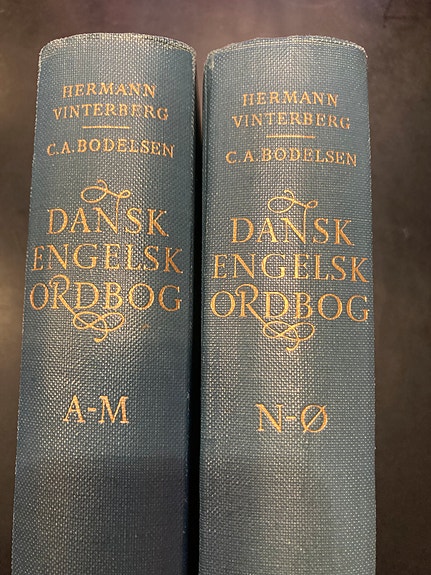 HERMANN
VINTERBERG
C.A.BODELSEN
DANSK
ENGELSK
ORDBOG
A-M
HERMANN
VINTERBERG
C.A.BODELSEN
DANSK
ENGELSK
ORDBOG
N-Ø